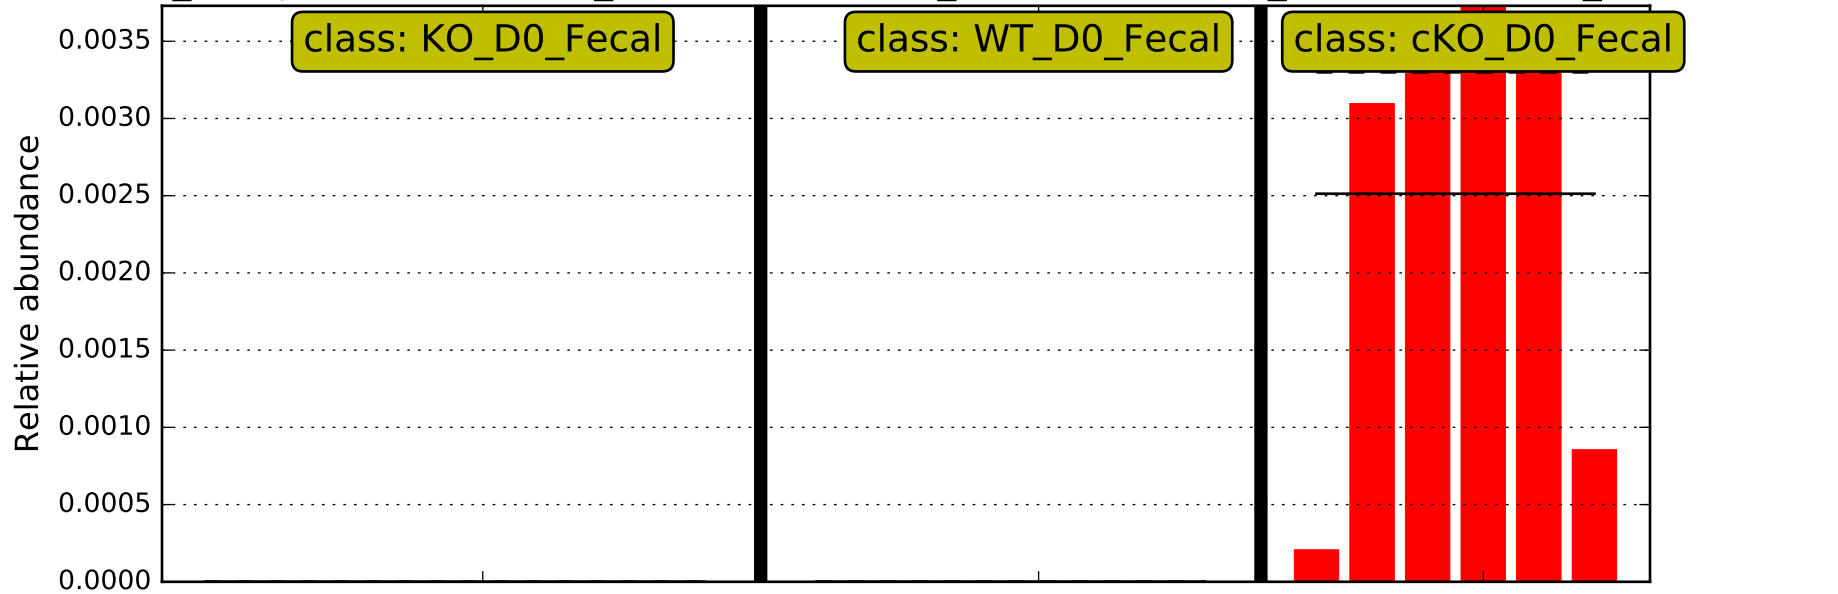 class: KO_D0_Fecal
class: WT_D0_Fecal
class: cKO_D0_Fecal
0.0035
0.0030
0.0025
0.0020
0.0015
0.0010
0.0005
0.0000
Relative abundance